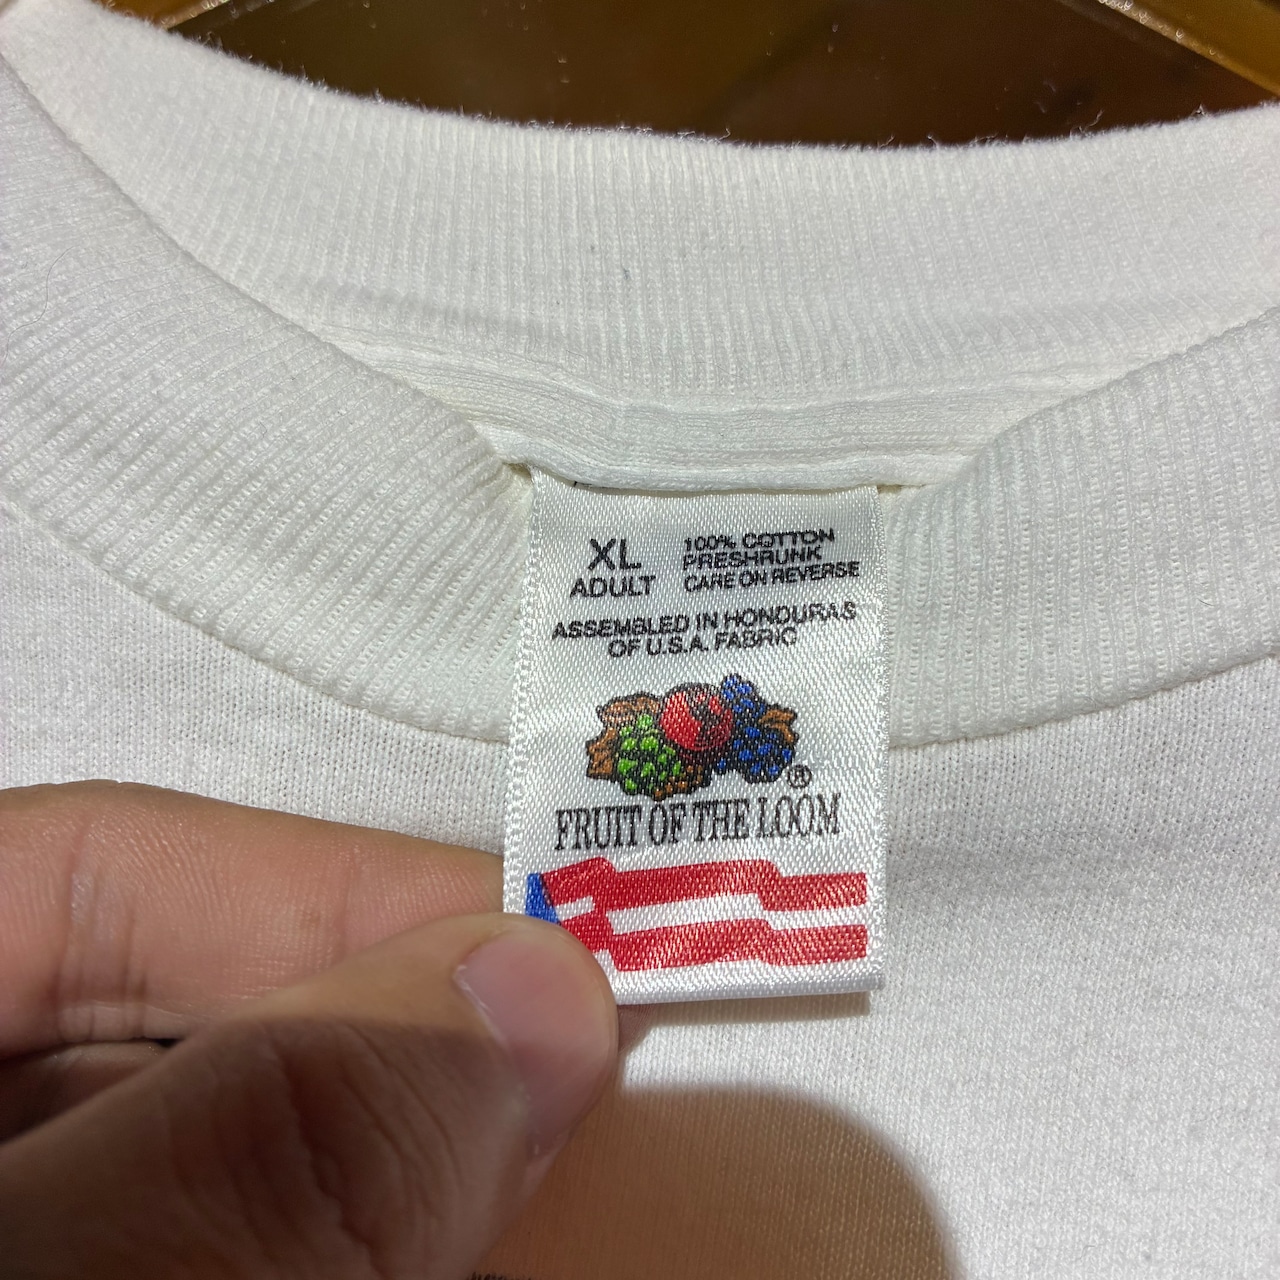 XL
ADULT
100% COTTON
PRESHRUNK
CARE ON REVERSE
ASSEMBLED IN HONDURAS
OF U.S.A. FABRIC
®
FRUIT OF THE LOOM